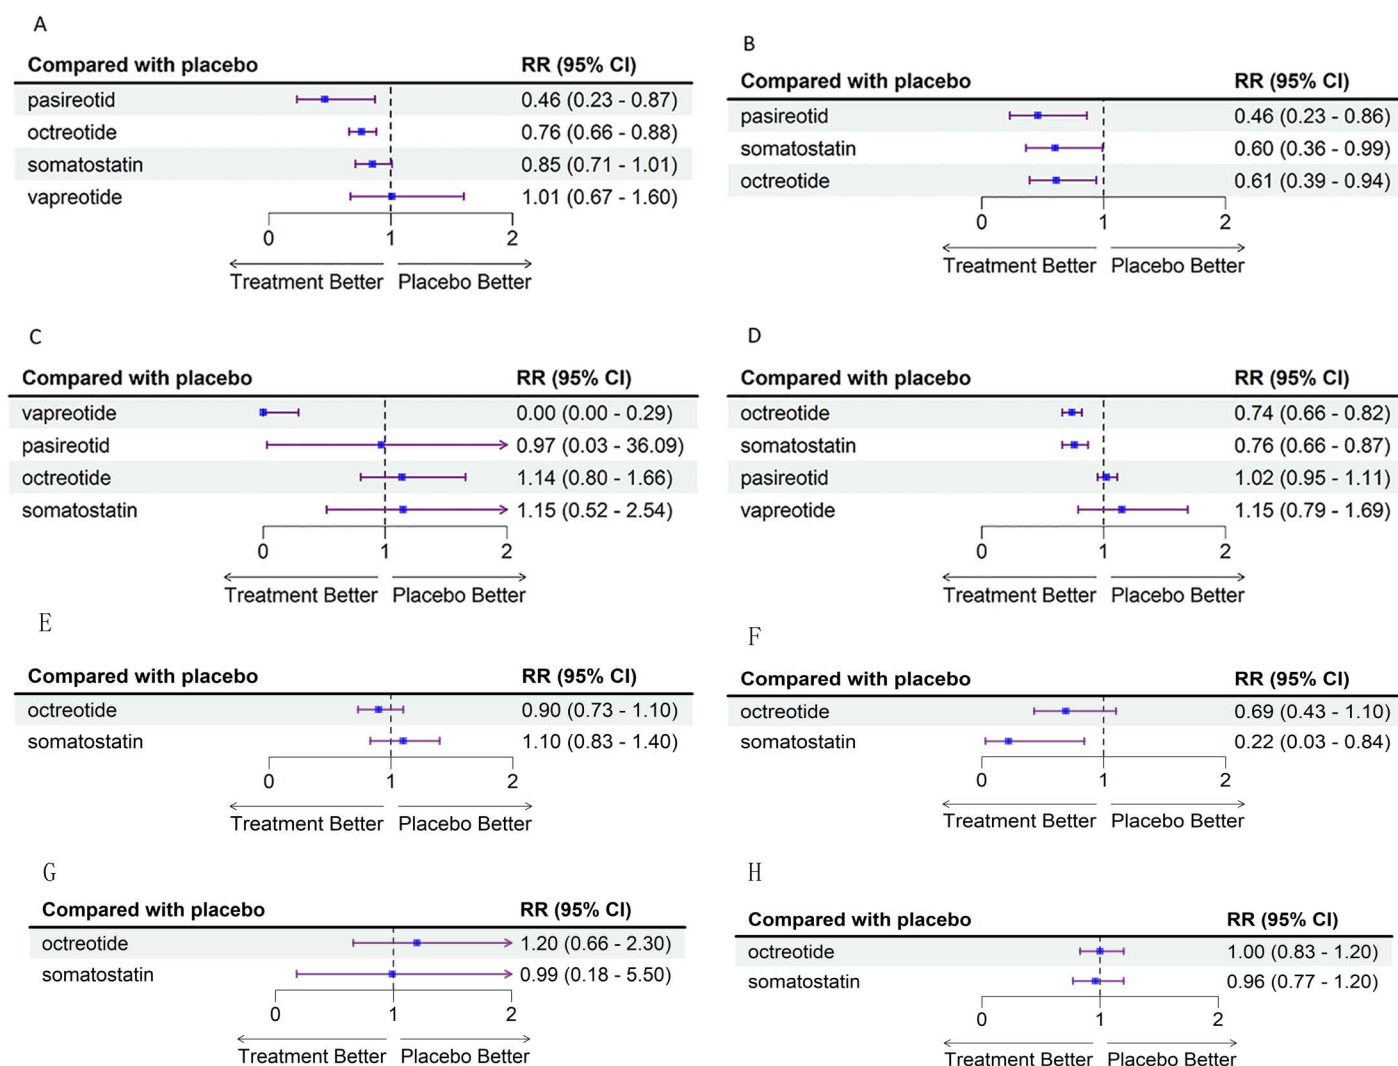 A
Compared with placebo RR (95% CI)
pasireotid 0.46 (0.23 - 0.87)
octreotide 0.76 (0.66 - 0.88)
somatostatin 0.85 (0.71 - 1.01)
vapreotide 1.01 (0.67 - 1.60)
0 1 2
Treatment Better Placebo Better
B
Compared with placebo RR (95% CI)
pasireotid 0.46 (0.23 - 0.86)
somatostatin 0.60 (0.36 - 0.99)
octreotide 0.61 (0.39 - 0.94)
0 1 2
Treatment Better Placebo Better
C
Compared with placebo RR (95% CI)
vapreotide 0.00 (0.00 - 0.29)
pasireotid 0.97 (0.03 - 36.09)
octreotide 1.14 (0.80 - 1.66)
somatostatin 1.15 (0.52 - 2.54)
0 1 2
Treatment Better Placebo Better
D
Compared with placebo RR (95% CI)
octreotide 0.74 (0.66 - 0.82)
somatostatin 0.76 (0.66 - 0.87)
pasireotid 1.02 (0.95 - 1.11)
vapreotide 1.15 (0.79 - 1.69)
0 1 2
Treatment Better Placebo Better
E
Compared with placebo RR (95% CI)
octreotide 0.90 (0.73 - 1.10)
somatostatin 1.10 (0.83 - 1.40)
0 1 2
Treatment Better Placebo Better
F
Compared with placebo RR (95% CI)
octreotide 0.69 (0.43 - 1.10)
somatostatin 0.22 (0.03 - 0.84)
0 1 2
Treatment Better Placebo Better
G
Compared with placebo RR (95% CI)
octreotide 1.20 (0.66 - 2.30)
somatostatin 0.99 (0.18 - 5.50)
0 1 2
Treatment Better Placebo Better
H
Compared with placebo RR (95% CI)
octreotide 1.00 (0.83 - 1.20)
somatostatin 0.96 (0.77 - 1.20)
0 1 2
Treatment Better Placebo Better